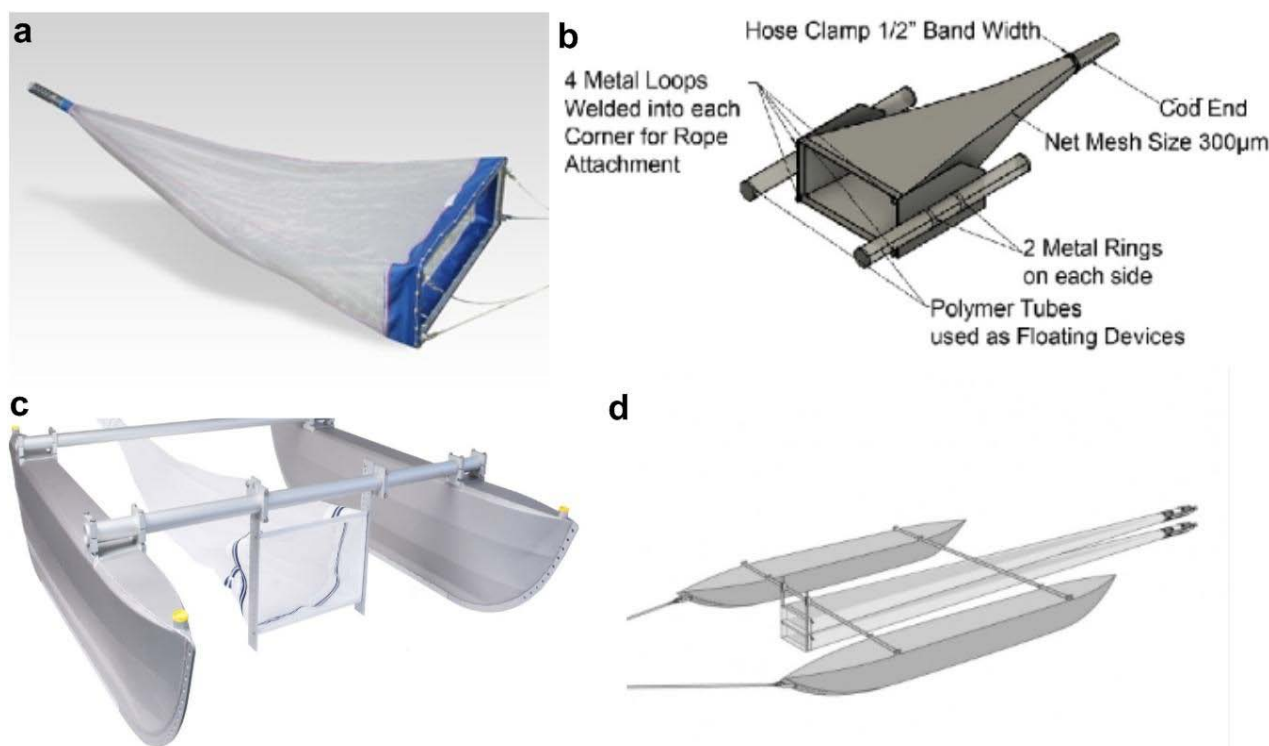 a
b
Hose Clamp 1/2” Band Width
4 Metal Loops
Welded into each
Corner for Rope
Attachment
Cod End
Net Mesh Size 300μm
2 Metal Rings
on each side
Polymer Tubes
used as Floating Devices
c
d